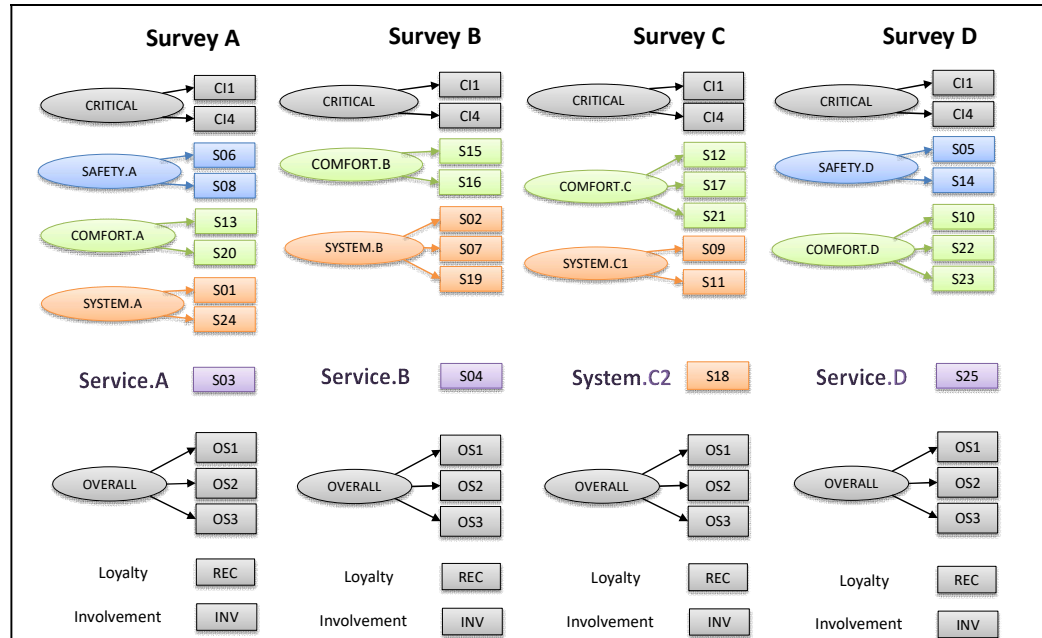 Survey A
Survey B
Survey C
Survey D
CRITICAL
CI1
CI4
SAFETY.A
S06
S08
COMFORT.A
S13
S20
SYSTEM.A
S01
S24
Service.A
S03
OVERALL
OS1
OS2
OS3
Loyalty
REC
Involvement
INV
CRITICAL
CI1
CI4
COMFORT.B
S15
S16
SYSTEM.B
S02
S07
S19
Service.B
S04
OVERALL
OS1
OS2
OS3
Loyalty
REC
Involvement
INV
CRITICAL
CI1
CI4
COMFORT.C
S12
S17
S21
SYSTEM.C1
S09
S11
System.C2
S18
OVERALL
OS1
OS2
OS3
Loyalty
REC
Involvement
INV
CRITICAL
CI1
CI4
SAFETY.D
S05
S14
COMFORT.D
S10
S22
S23
Service.D
S25
OVERALL
OS1
OS2
OS3
Loyalty
REC
Involvement
INV